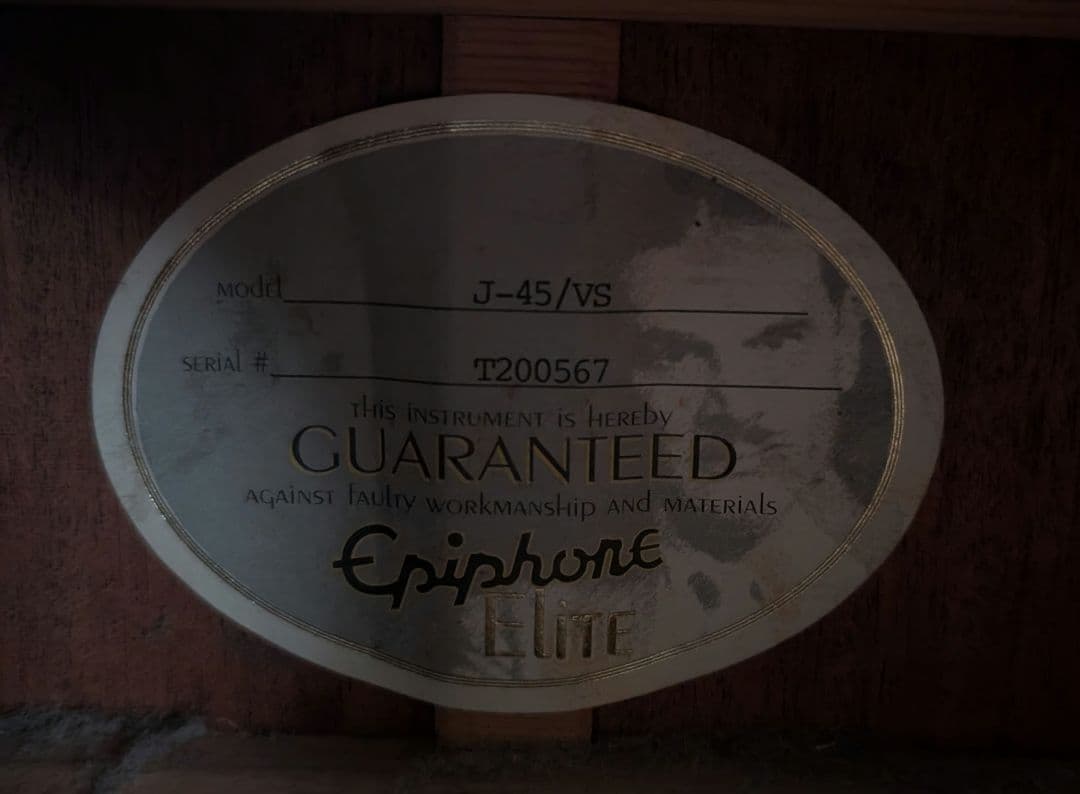 Model J-45/VS
SERIAL # T200567
THIS INSTRUMENT IS HEREBY
GUARANTEED
AGAINST FAULTY WORKMANSHIP AND MATERIALS
Epiphone
ELITE